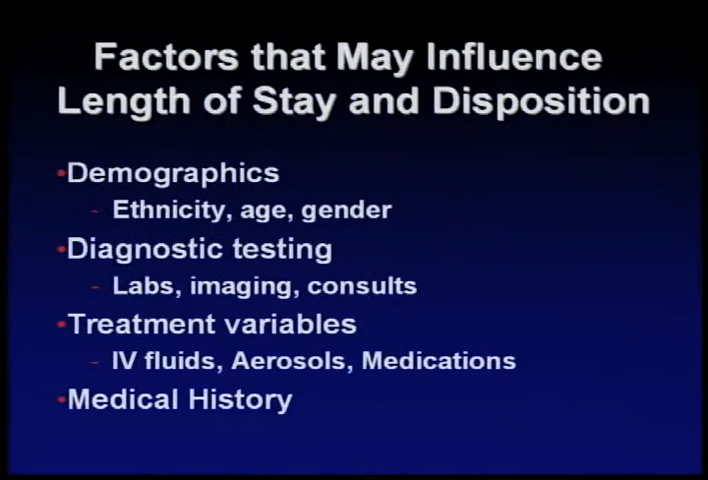 Factors that May Influence
Length of Stay and Disposition
•Demographics
- Ethnicity, age, gender
•Diagnostic testing
- Labs, imaging, consults
•Treatment variables
- IV fluids, Aerosols, Medications
•Medical History